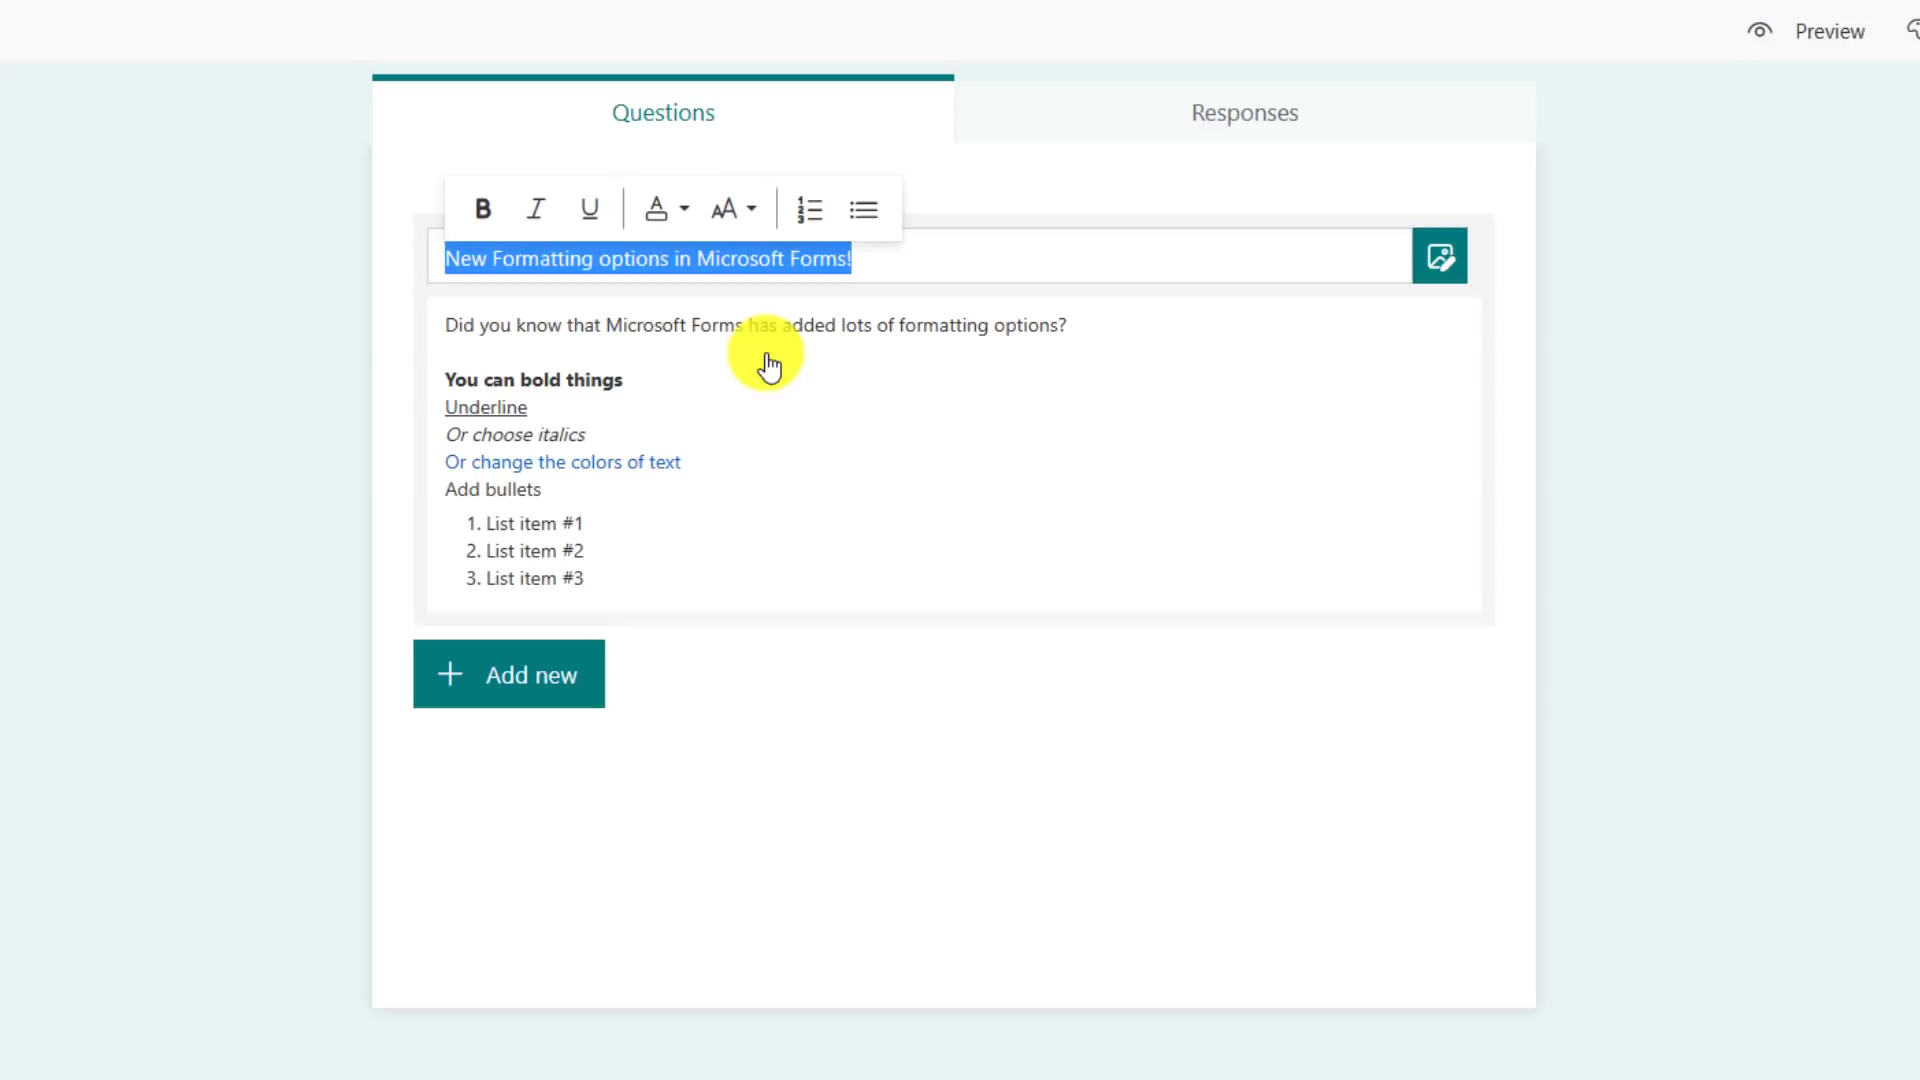 Preview
Questions
Responses
New Formatting options in Microsoft Forms!
Did you know that Microsoft Forms has added lots of formatting options?
You can bold things
Underline
Or choose italics
Or change the colors of text
Add bullets
1. List item #1
2. List item #2
3. List item #3
Add new